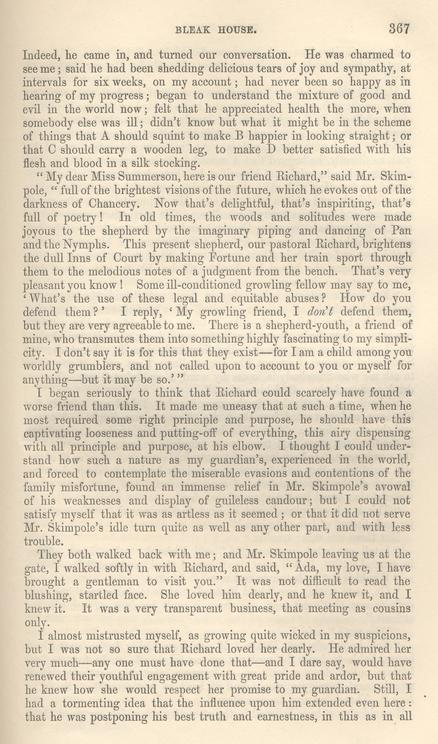 BLEAK HOUSE. 367
Indeed, he came in, and turned our conversation. He was charmed to
see me; said he had been shedding delicious tears of joy and sympathy, at
intervals for six weeks, on my account; had never been so happy as in
hearing of my progress; began to understand the mixture of good and
evil in the world now; felt that he appreciated health the more, when
somebody else was ill; didn't know but what it might be in the scheme
of things that A should squint to make B happier in looking straight; or
that C should carry a wooden leg, to make D better satisfied with his
flesh and blood in a silk stocking.
"My dear Miss Summerson, here is our friend Richard," said Mr. Skim-
pole, "full of the brightest visions of the future, which he evokes out of the
darkness of Chancery. Now that's delightful, that's inspiriting, that's
full of poetry! In old times, the woods and solitudes were made
joyous to the shepherd by the imaginary piping and dancing of Pan
and the Nymphs. This present shepherd, our pastoral Richard, brightens
the dull Inns of Court by making Fortune and her train sport through
them to the melodious notes of a judgment from the bench. That's very
pleasant you know! Some ill-conditioned growling fellow may say to me,
'What's the use of these legal and equitable abuses? How do you
defend them?' I reply, 'My growling friend, I don't defend them,
but they are very agreeable to me. There is a shepherd-youth, a friend of
mine, who transmutes them into something highly fascinating to my simpli-
city. I don't say it is for this that they exist—for I am a child among you
worldly grumblers, and not called upon to account to you or myself for
anything—but it may be so.'"
I began seriously to think that Richard could scarcely have found a
worse friend than this. It made me uneasy that at such a time, when he
most required some right principle and purpose, he should have this
captivating looseness and putting-off of everything, this airy dispensing
with all principle and purpose, at his elbow. I thought I could under-
stand how such a nature as my guardian's, experienced in the world,
and forced to contemplate the miserable evasions and contentions of the
family misfortune, found an immense relief in Mr. Skimpole's avowal
of his weaknesses and display of guileless candour; but I could not
satisfy myself that it was as artless as it seemed; or that it did not serve
Mr. Skimpole's idle turn quite as well as any other part, and with less
trouble.
They both walked back with me; and Mr. Skimpole leaving us at the
gate, I walked softly in with Richard, and said, "Ada, my love, I have
brought a gentleman to visit you." It was not difficult to read the
blushing, startled face. She loved him dearly, and he knew it, and I
knew it. It was a very transparent business, that meeting as cousins
only.
I almost mistrusted myself, as growing quite wicked in my suspicions,
but I was not so sure that Richard loved her dearly. He admired her
very much—any one must have done that—and I dare say, would have
renewed their youthful engagement with great pride and ardor, but that
he knew how she would respect her promise to my guardian. Still, I
had a tormenting idea that the influence upon him extended even here:
that he was postponing his best truth and earnestness, in this as in all